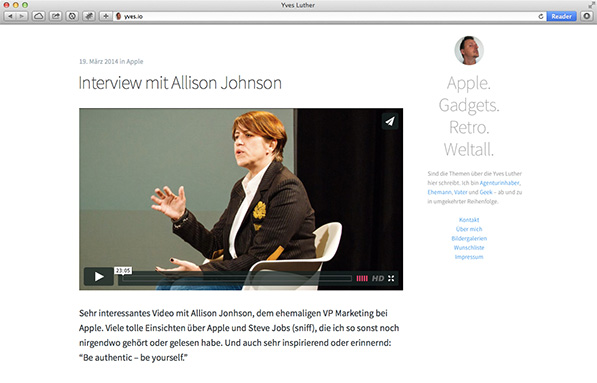 Yves Luther
yves.io
Reader
19. März 2014 in Apple
Interview mit Allison Johnson
23:05
HD
Sehr interessantes Video mit Allison Jonhson, dem ehemaligen VP Marketing bei
Apple. Viele tolle Einsichten über Apple und Steve Jobs (sniff), die ich so sonst noch
nirgendwo gehört oder gelesen habe. Und auch sehr inspirierend oder erinnernd:
“Be authentic – be yourself.”
Apple.
Gadgets.
Retro.
Weltall.
Sind die Themen über die Yves Luther
hier schreibt. Ich bin Agenturinhaber,
Ehemann, Vater und Geek – ab und zu
in umgekehrter Reihenfolge.
Kontakt
Über mich
Bildergalerien
Wunschliste
Impressum